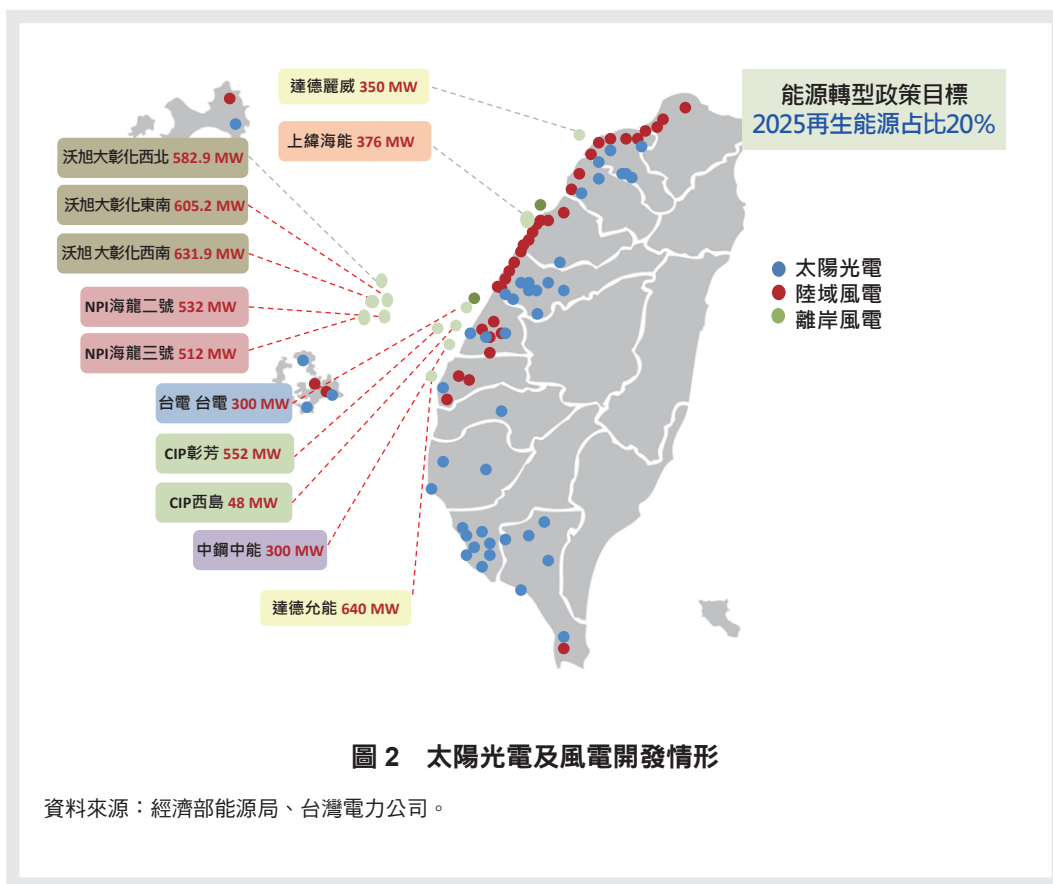 達德麗威 350 MW
上緯海能 376 MW
能源轉型政策目標
2025再生能源占比20%
沃旭大彰化西北 582.9 MW
沃旭大彰化東南 605.2 MW
沃旭大彰化西南 631.9 MW
NPI海龍二號 532 MW
NPI海龍三號 512 MW
台電 台電 300 MW
CIP彰芳 552 MW
CIP西島 48 MW
中鋼中能 300 MW
達德允能 640 MW
太陽光電
陸域風電
離岸風電
圖 2 太陽光電及風電開發情形
資料來源：經濟部能源局、台灣電力公司。